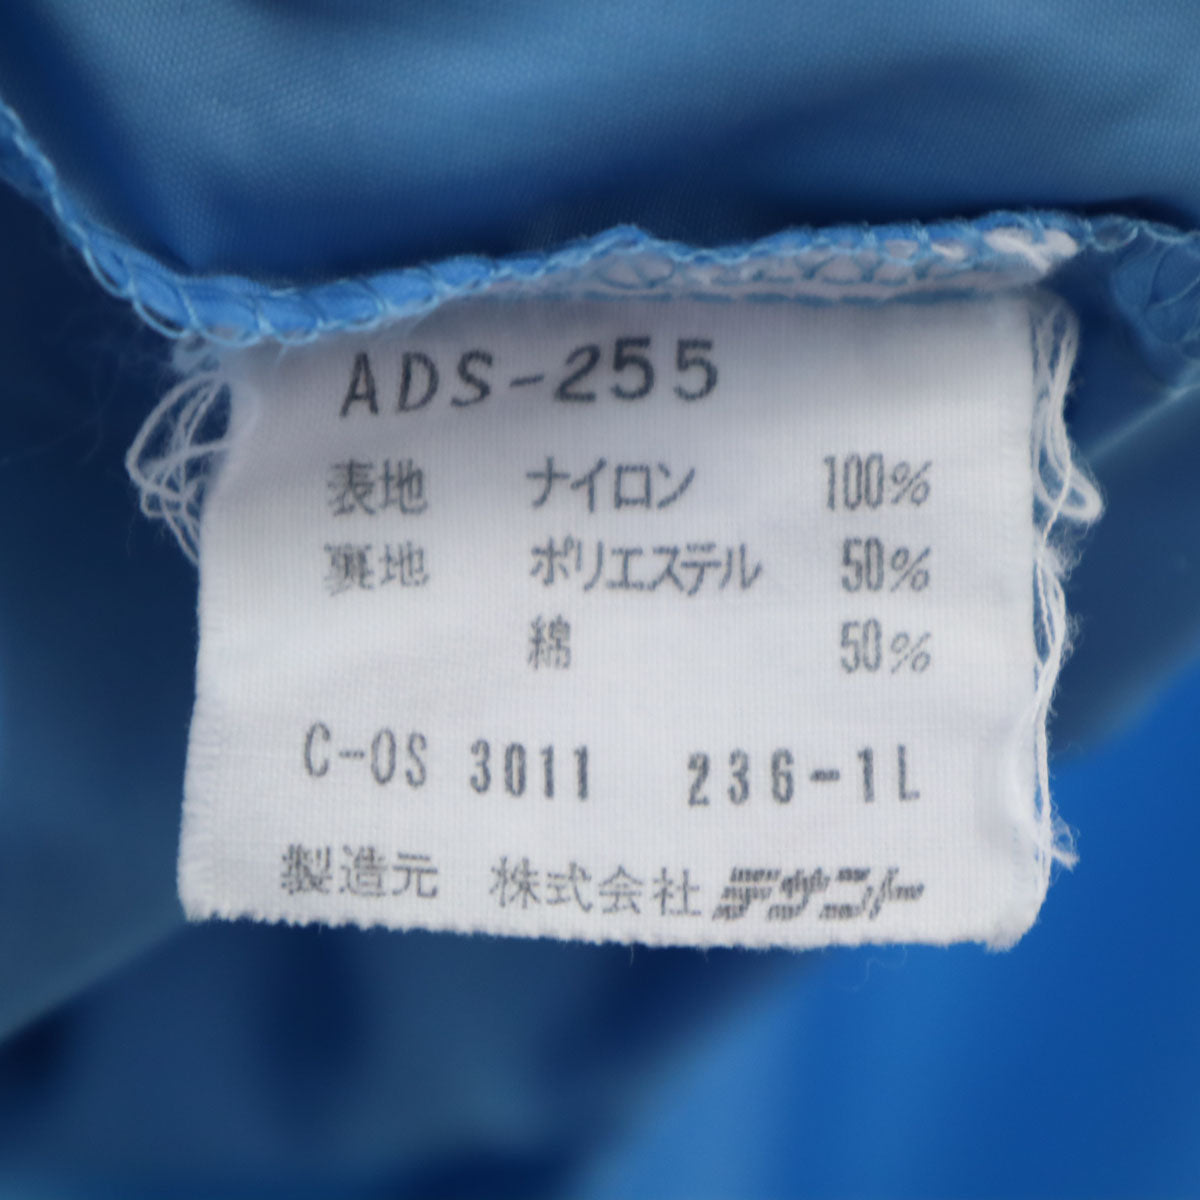 ADS-255
表地 ナイロン 100%
裏地 ポリエステル 50%
綿 50%
C-OS 3011 236-1L
製造元 株式会社デサント